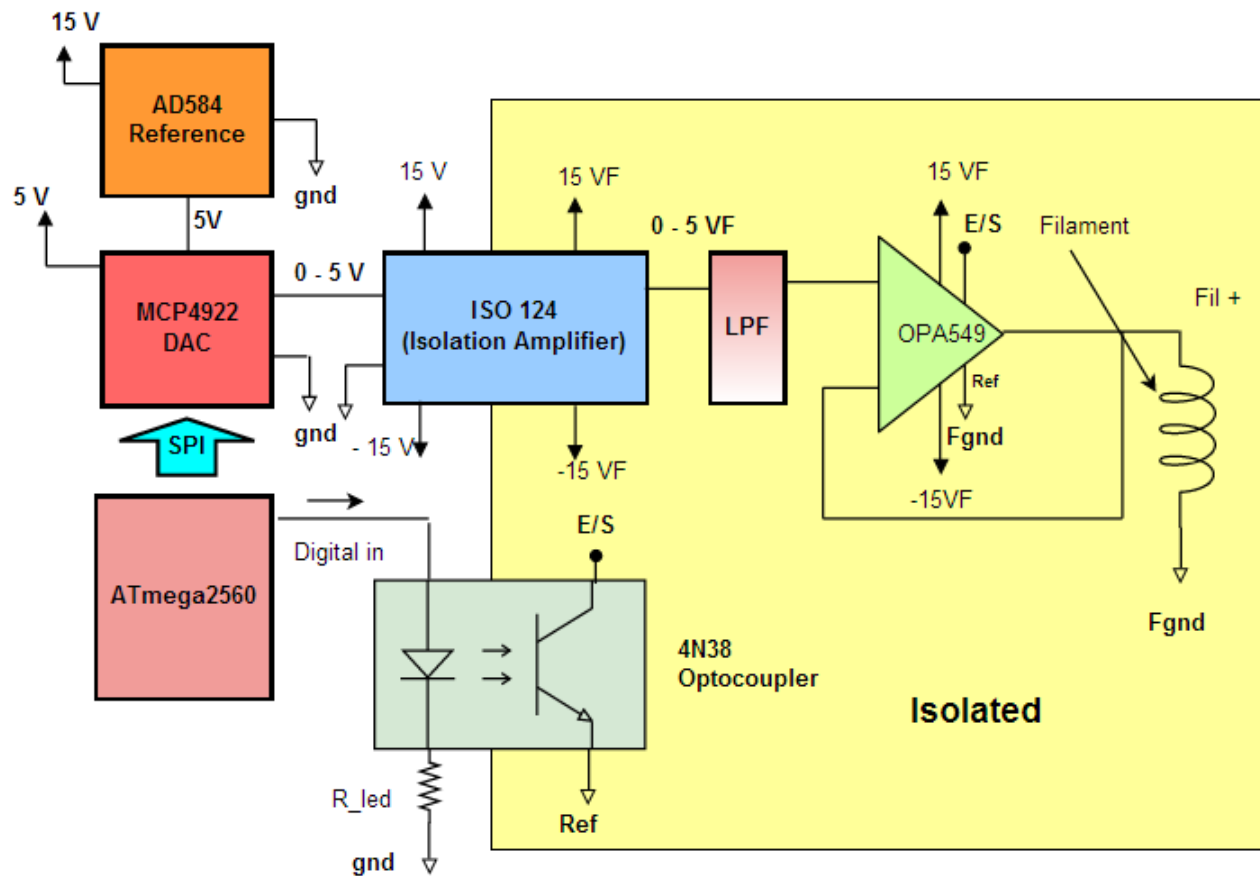 15 V
AD584
Reference
gnd
5 V
5V
15 V
15 VF
0 - 5 V
0 - 5 VF
15 VF
E/S
Filament
Fil +
MCP4922
DAC
ISO 124
(Isolation Amplifier)
LPF
OPA549
Ref
Fgnd
gnd
SPI
- 15 V
-15 VF
-15VF
ATmega2560
Digital in
E/S
4N38
Optocoupler
Fgnd
Isolated
R_led
Ref
gnd